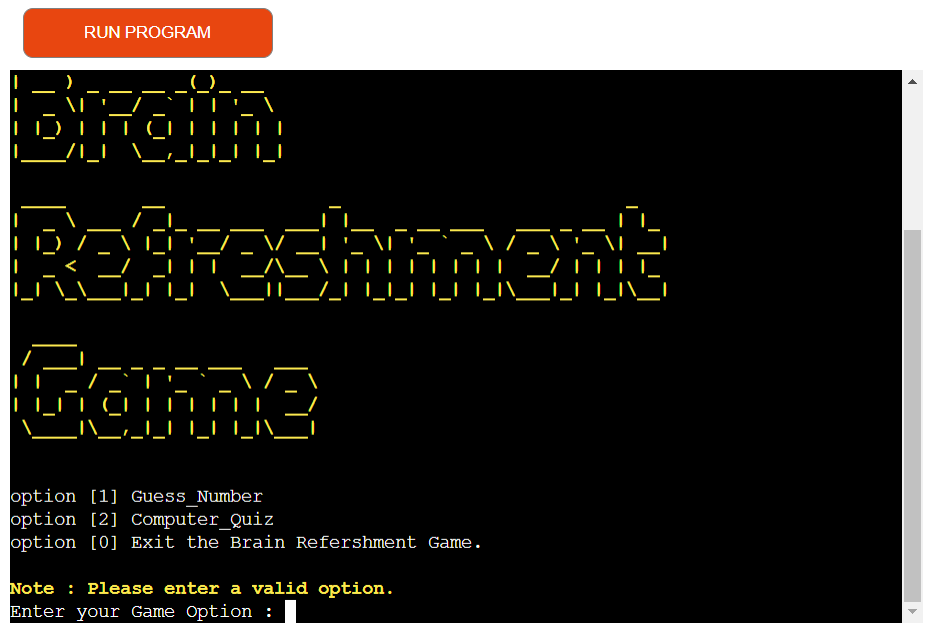 RUN PROGRAM
Brain
Refreshment
Game
option [1] Guess_Number
option [2] Computer_Quiz
option [0] Exit the Brain Refershment Game.
Note : Please enter a valid option.
Enter your Game Option :